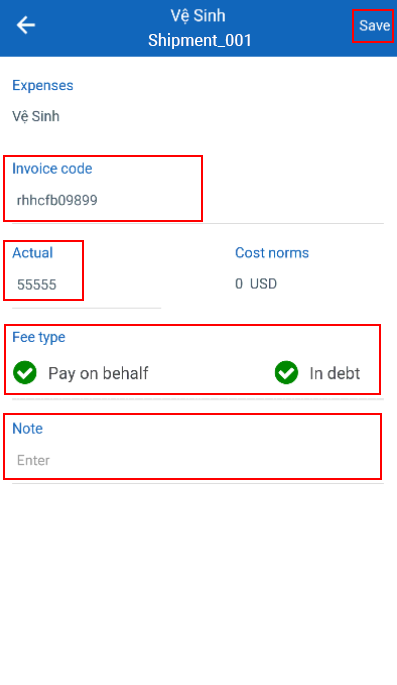 Vệ Sinh
Shipment_001
Save
Expenses
Vệ Sinh
Invoice code
rhhcfb09899
Actual
Cost norms
55555
0 USD
Fee type
Pay on behalf
In debt
Note
Enter